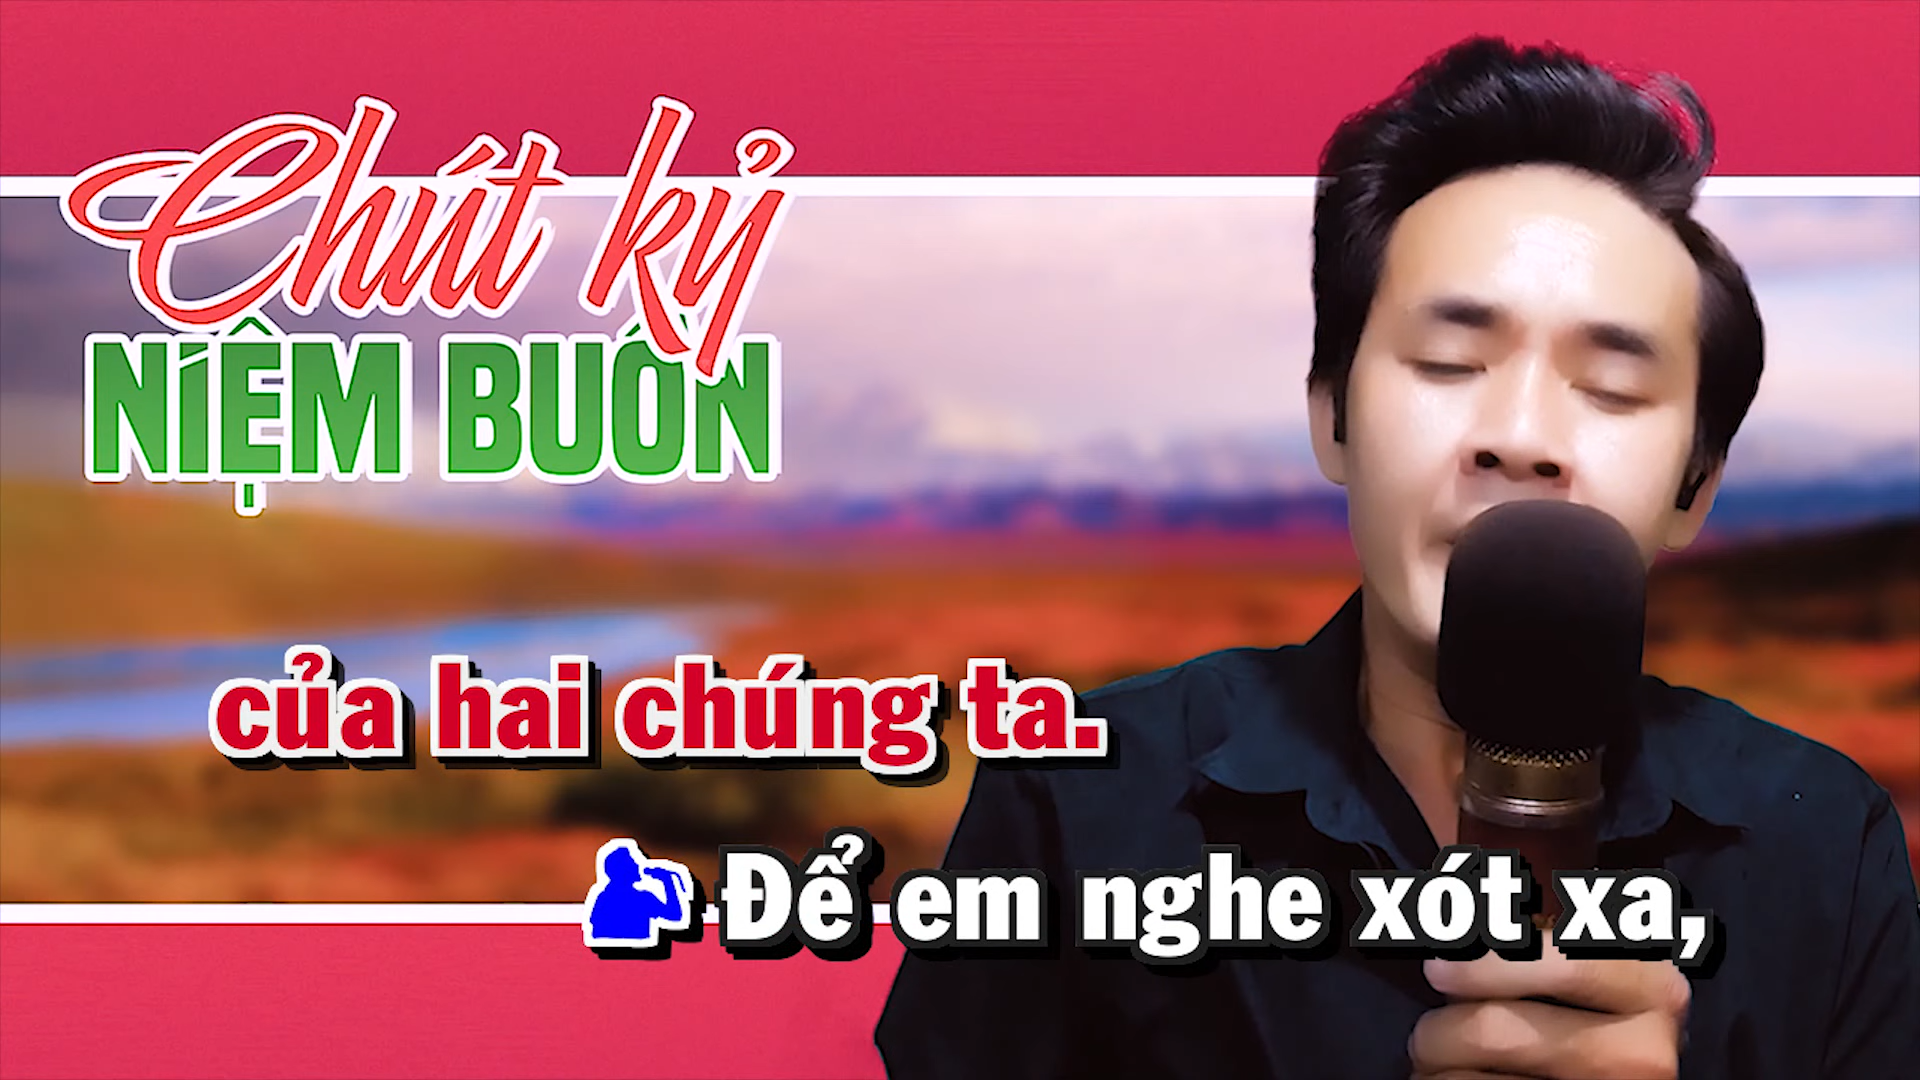 Chút kỷ
NIỆM BUỒN
của hai chúng ta.
Để em nghe xót xa,